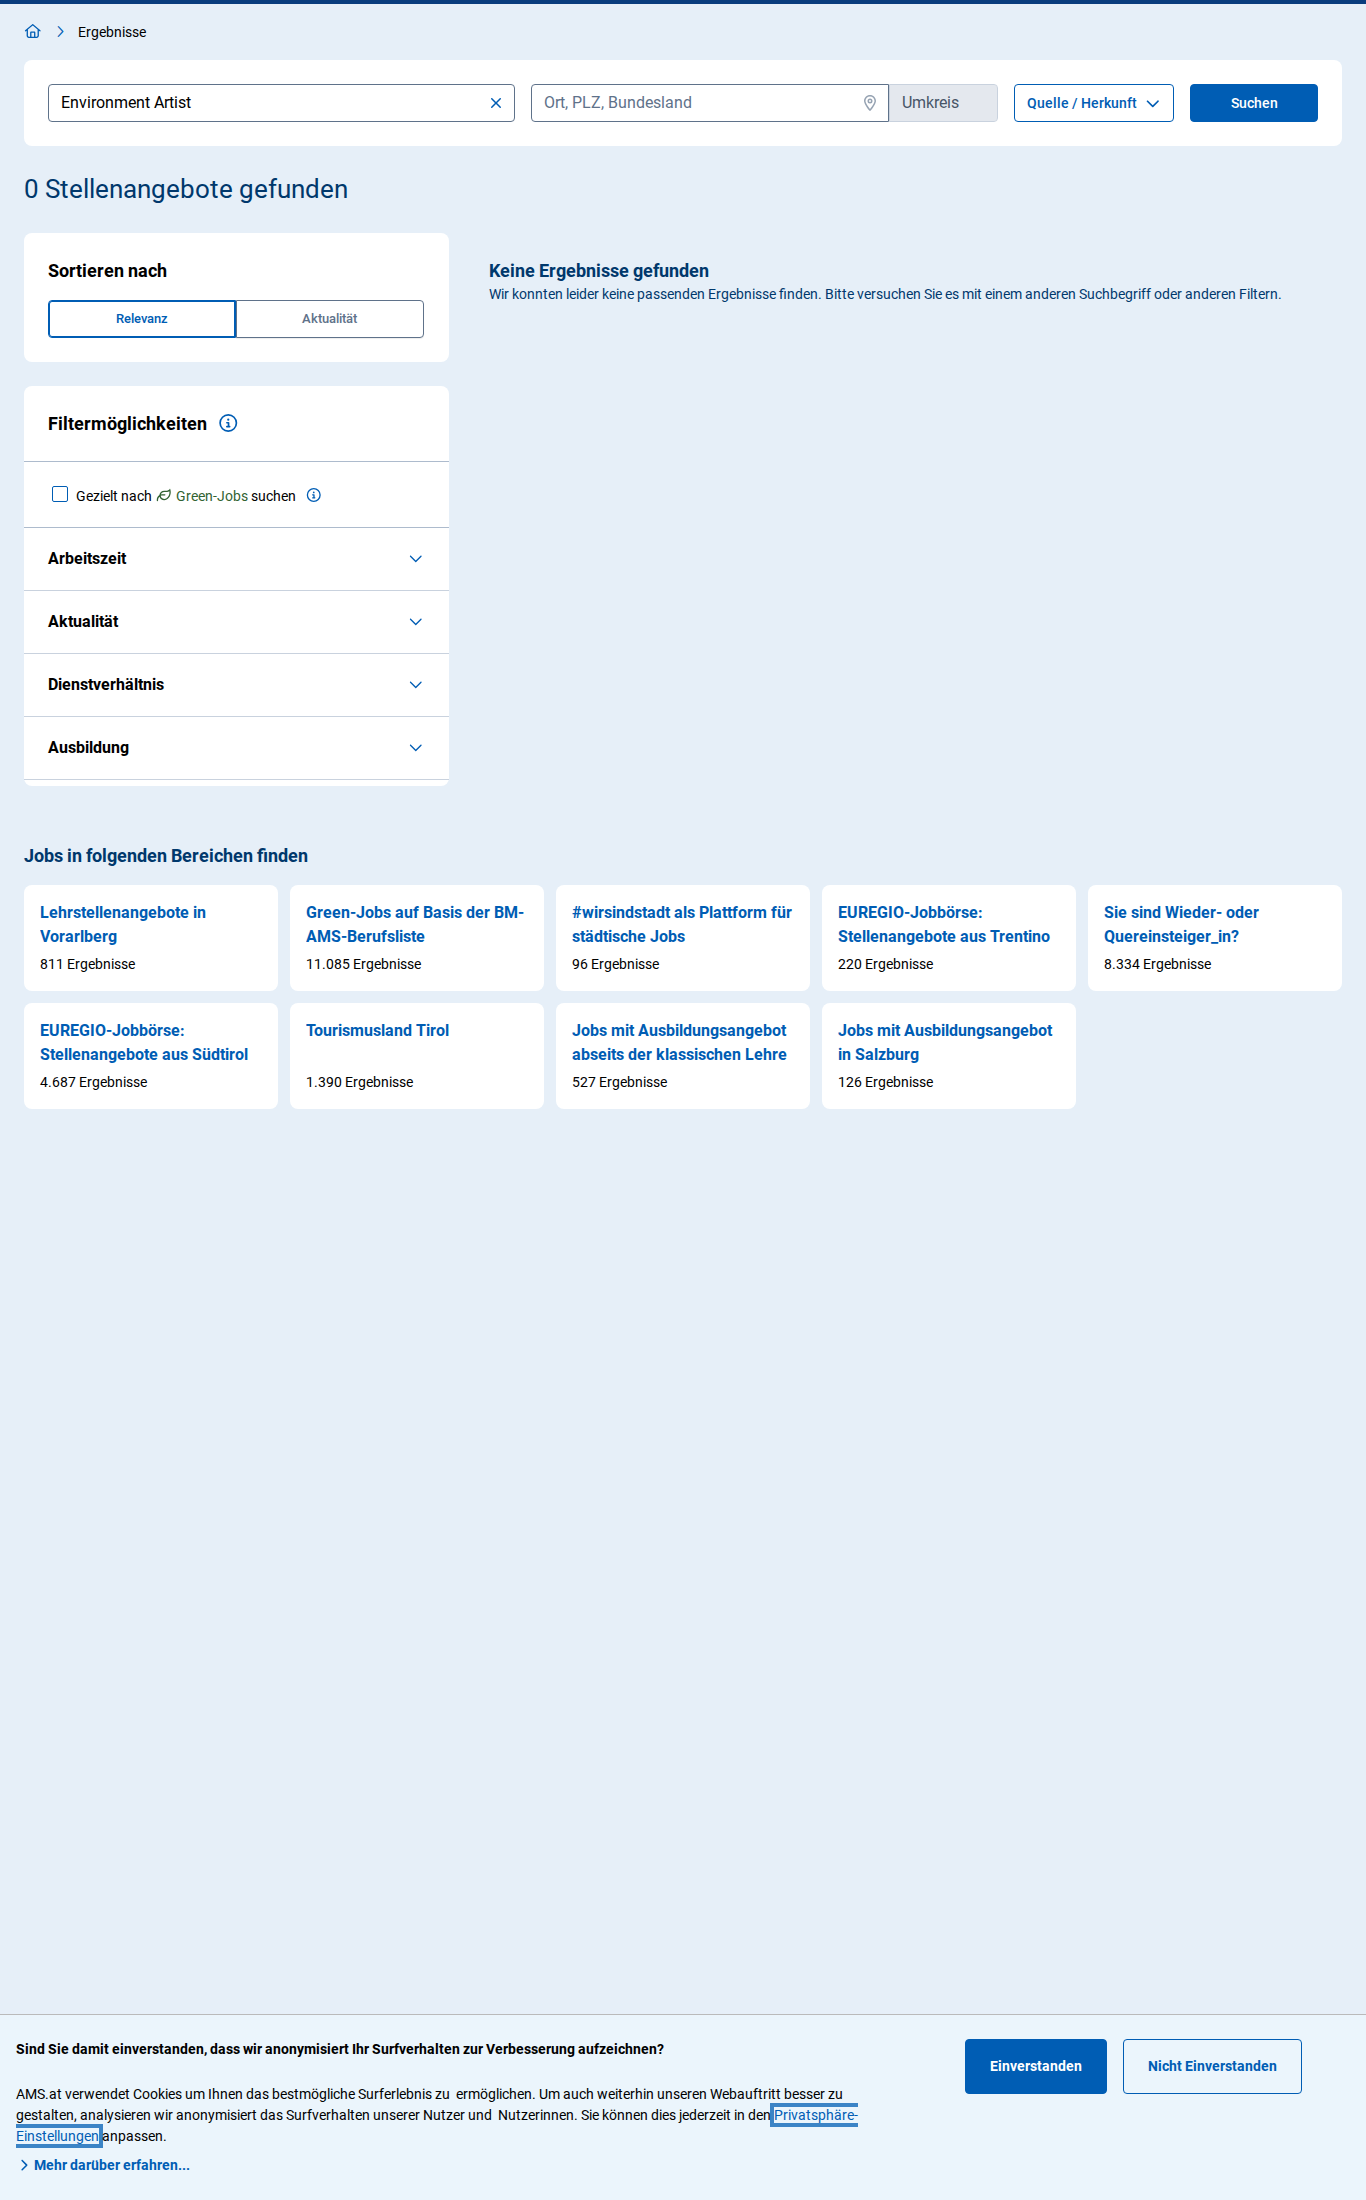 Ergebnisse
Environment Artist
Ort, PLZ, Bundesland
Umkreis
Quelle / Herkunft
Suchen
0 Stellenangebote gefunden
Sortieren nach
Relevanz
Aktualität
Keine Ergebnisse gefunden
Wir konnten leider keine passenden Ergebnisse finden. Bitte versuchen Sie es mit einem anderen Suchbegriff oder anderen Filtern.
Filtermöglichkeiten
Gezielt nach Green-Jobs suchen
Arbeitszeit
Aktualität
Dienstverhältnis
Ausbildung
Jobs in folgenden Bereichen finden
Lehrstellenangebote in
Vorarlberg
811 Ergebnisse
Green-Jobs auf Basis der BM-
AMS-Berufsliste
11.085 Ergebnisse
#wirsindstadt als Plattform für
städtische Jobs
96 Ergebnisse
EUREGIO-Jobbörse:
Stellenangebote aus Trentino
220 Ergebnisse
Sie sind Wieder- oder
Quereinsteiger_in?
8.334 Ergebnisse
EUREGIO-Jobbörse:
Stellenangebote aus Südtirol
4.687 Ergebnisse
Tourismusland Tirol
1.390 Ergebnisse
Jobs mit Ausbildungsangebot
abseits der klassischen Lehre
527 Ergebnisse
Jobs mit Ausbildungsangebot
in Salzburg
126 Ergebnisse
Sind Sie damit einverstanden, dass wir anonymisiert Ihr Surfverhalten zur Verbesserung aufzeichnen?
AMS.at verwendet Cookies um Ihnen das bestmögliche Surferlebnis zu  ermöglichen. Um auch weiterhin unseren Webauftritt besser zu
gestalten, analysieren wir anonymisiert das Surfverhalten unserer Nutzer und  Nutzerinnen. Sie können dies jederzeit in den Privatsphäre-
Einstellungen anpassen.
Mehr darüber erfahren...
Einverstanden
Nicht Einverstanden